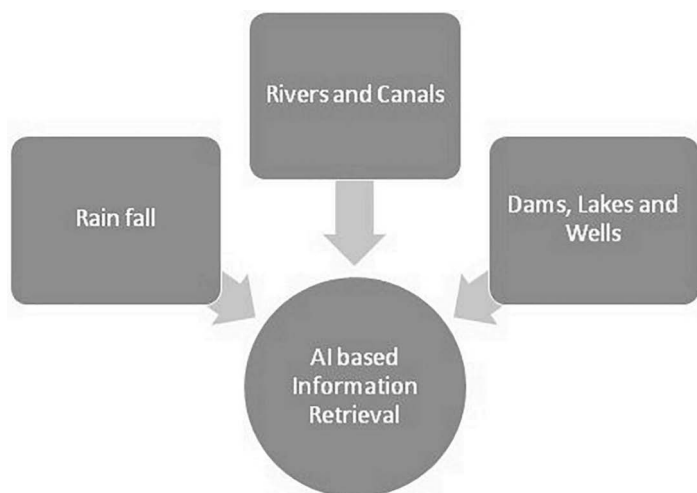 Rivers and Canals
Rain fall
Dams, Lakes and
Wells
AI based
Information
Retrieval